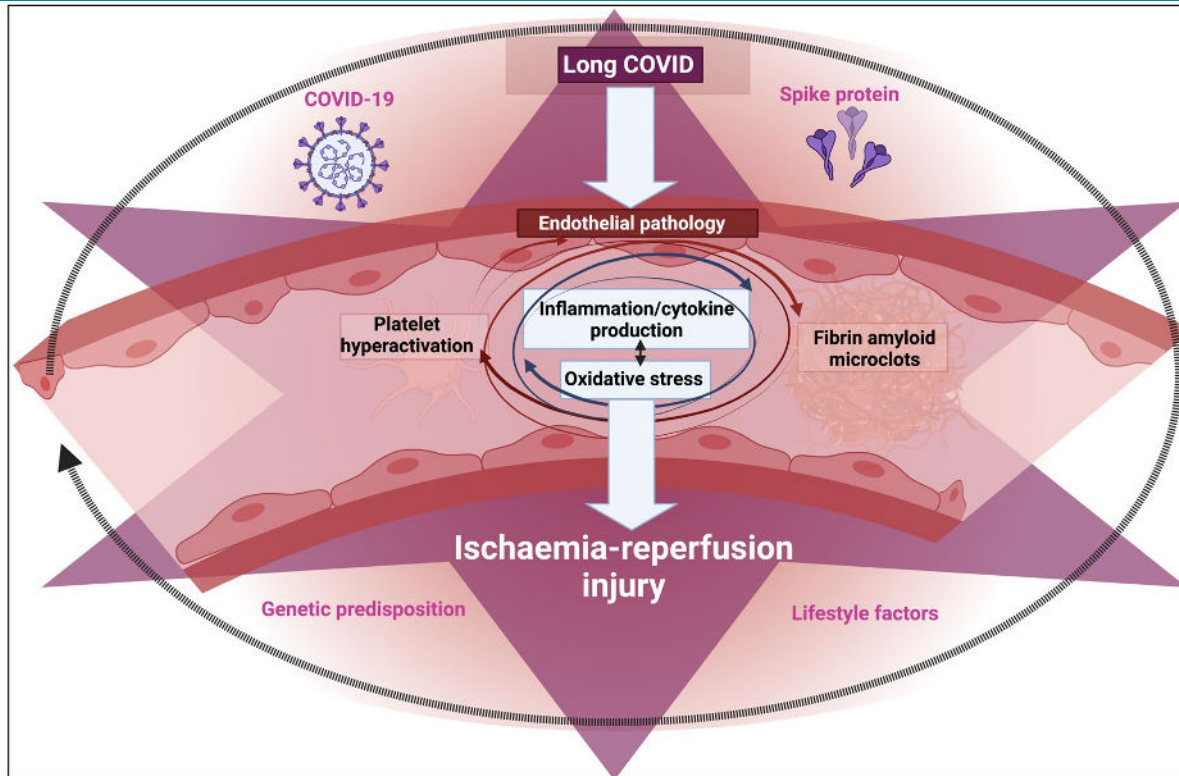 Long COVID
COVID-19
Spike protein
Endothelial pathology
Inflammation/cytokine
production
Platelet
hyperactivation
Fibrin amyloid
microclots
Oxidative stress
Ischaemia-reperfusion
injury
Genetic predisposition
Lifestyle factors